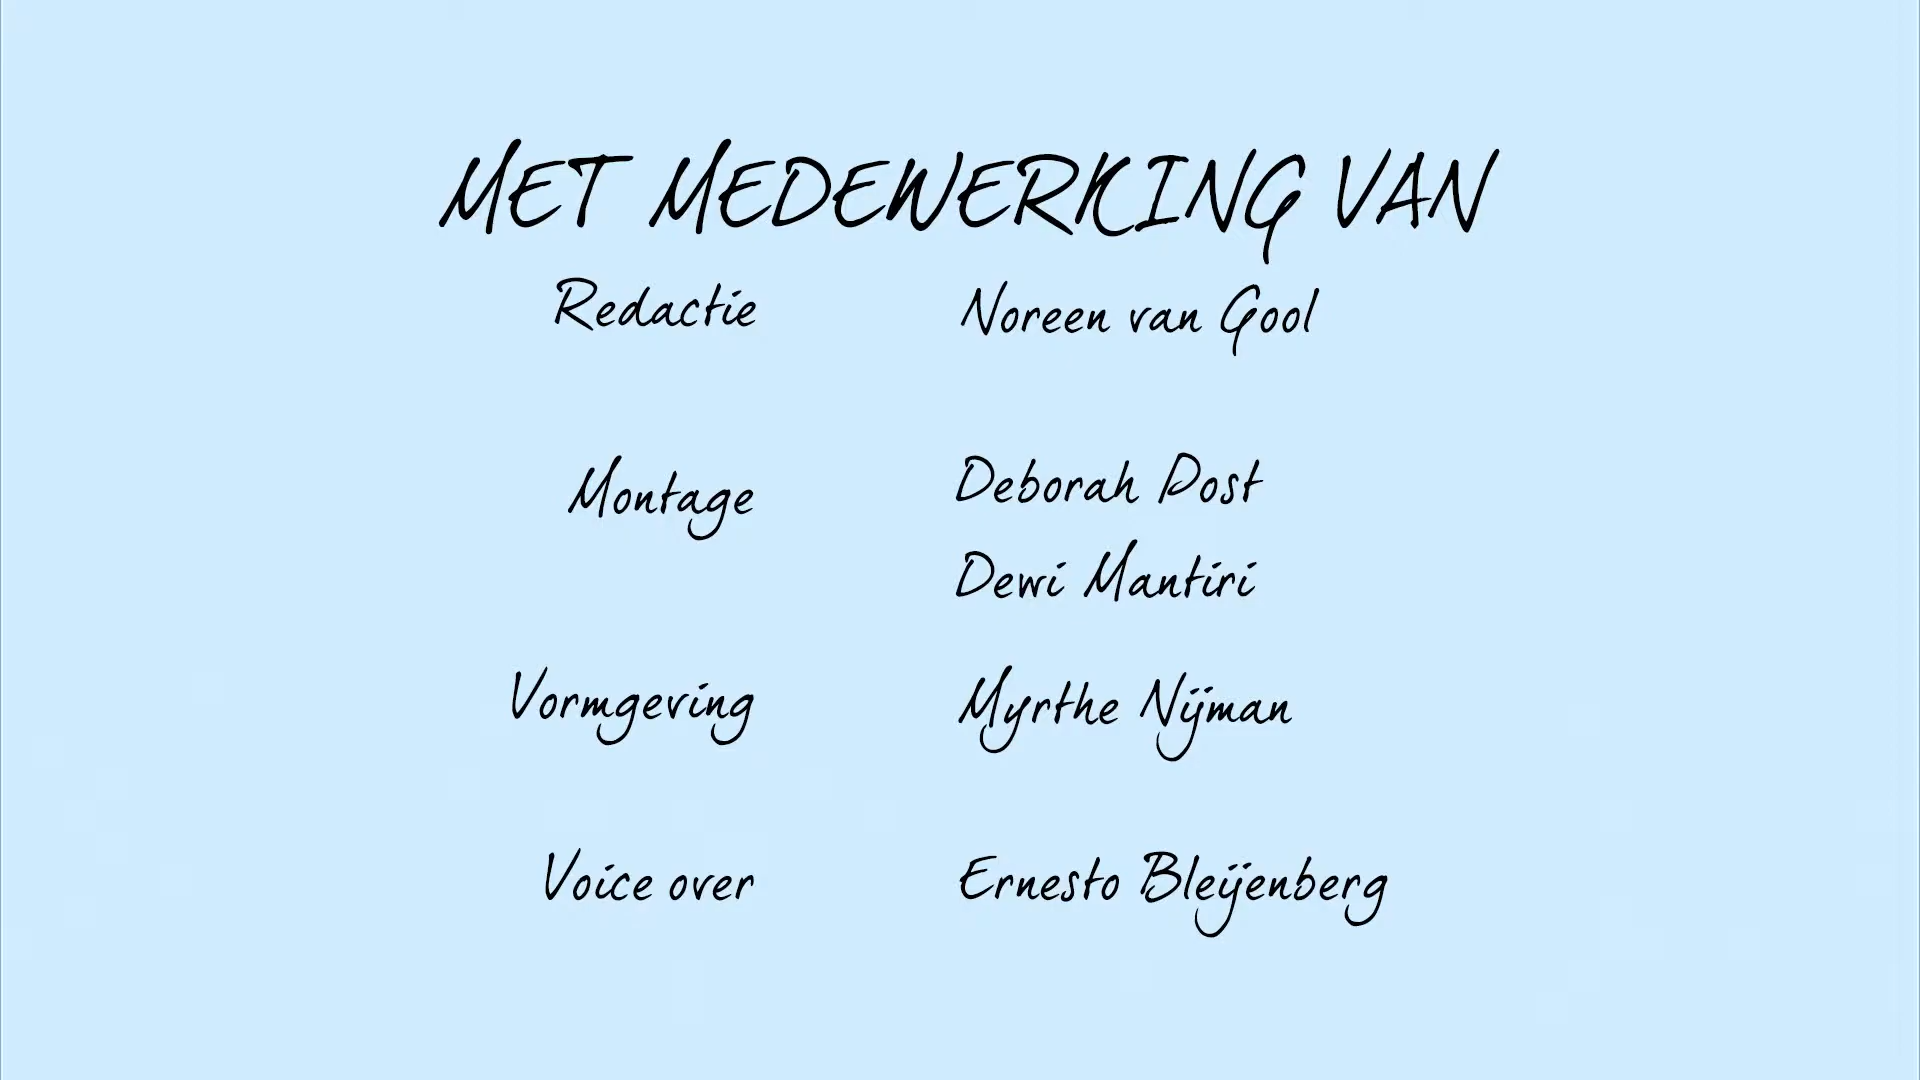 MET MEDEWERKING VAN
Redactie Noreen van Gool
Montage Deborah Post
Dewi Mantiri
Vormgeving Myrthe Nijman
Voice over Ernesto Bleijenberg